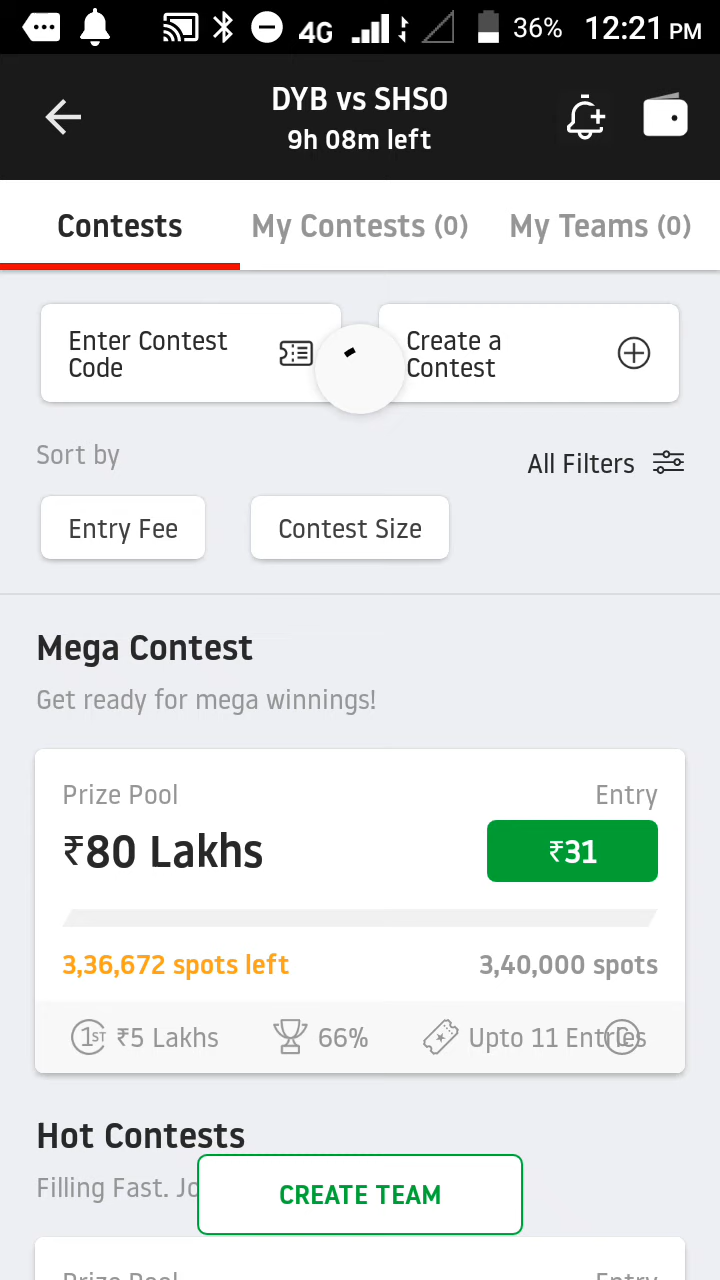 4G 36% 12:21 PM
DYB vs SHSO
9h 08m left
Contests My Contests (0) My Teams (0)
Enter Contest Code
Create a Contest
Sort by
All Filters
Entry Fee Contest Size
Mega Contest
Get ready for mega winnings!
Prize Pool Entry
₹80 Lakhs ₹31
3,36,672 spots left 3,40,000 spots
1ST ₹5 Lakhs 66% Upto 11 Entries C
Hot Contests
Filling Fast.
CREATE TEAM
Prize Pool Entry